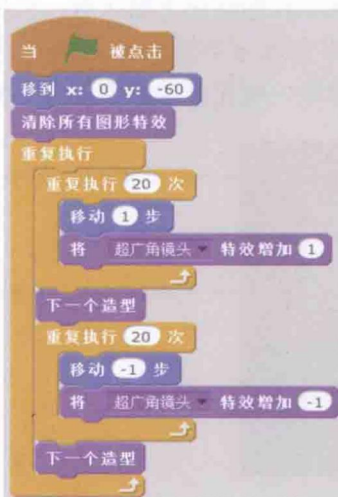 当 被点击
移到 x: 0 y: -60
清除所有图形特效
重复执行
重复执行 20 次
移动 1 步
将 超广角镜头 特效增加 1
下一个造型
重复执行 20 次
移动 -1 步
将 超广角镜头 特效增加 -1
下一个造型